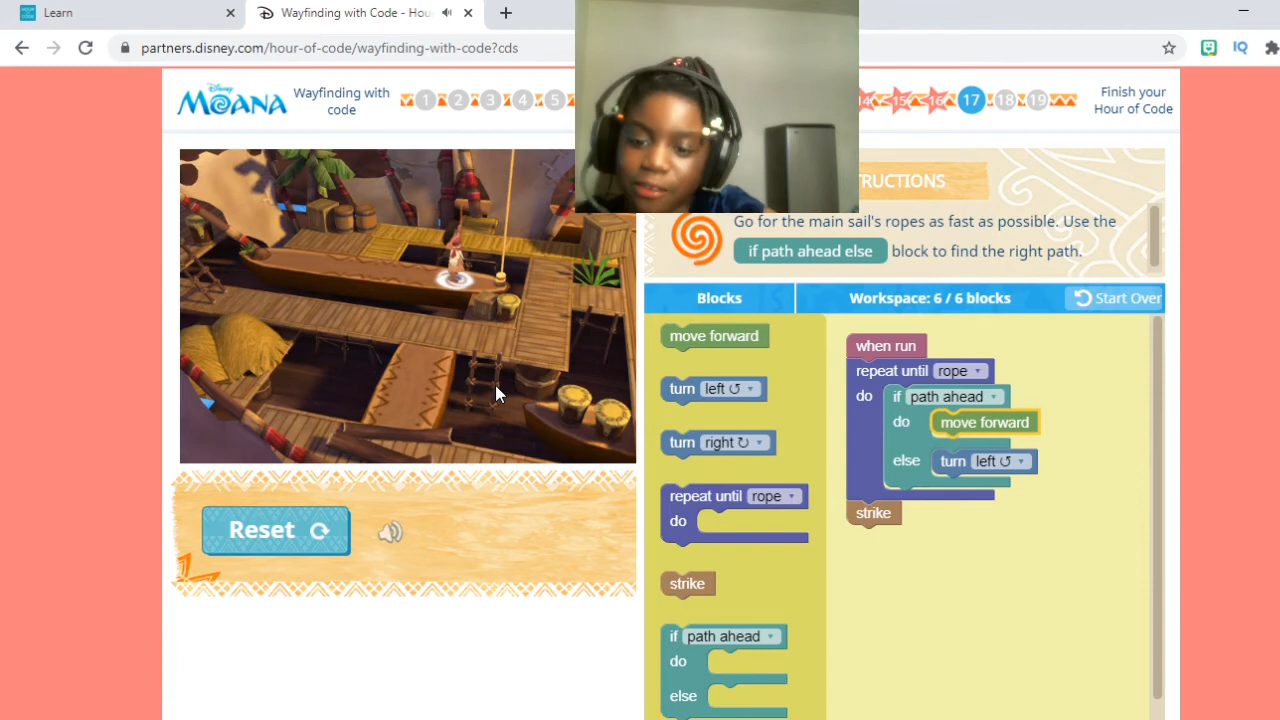 Learn
Wayfinding with Code - Hou
partners.disney.com/hour-of-code/wayfinding-with-code?cds
IQ
Disney
MOANA
Wayfinding with
code
1 2 3 4 5
14 15 16 17 18 19
Finish your
Hour of Code
RUCTIONS
Go for the main sail's ropes as fast as possible. Use the
if path ahead else block to find the right path.
Blocks
Workspace: 6 / 6 blocks
Start Over
move forward
turn left
turn right
repeat until rope
do
strike
if path ahead
do
else
when run
repeat until rope
do if path ahead
do move forward
else turn left
strike
Reset